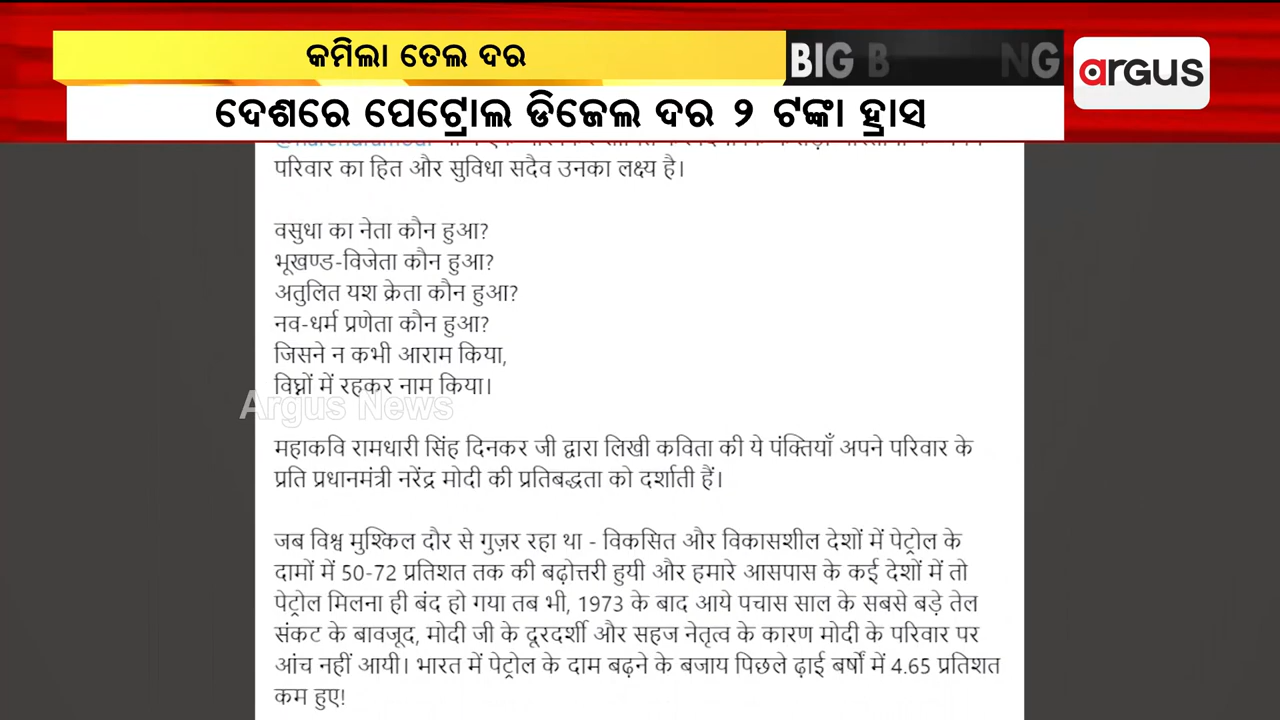 କମିଲା ତେଲ ଦର
BIG B NG
argus
ଦେଶରେ ପେଟ୍ରୋଲ ଡିଜେଲ ଦର ୨ ଟଙ୍କା ହ୍ରାସ
परिवार का हित और सुविधा सदैव उनका लक्ष्य है।
वसुधा का नेता कौन हुआ?
भूखण्ड-विजेता कौन हुआ?
अतुलित यश क्रेता कौन हुआ?
नव-धर्म प्रणेता कौन हुआ?
जिसने न कभी आराम किया,
विघ्नों में रहकर नाम किया।
Argus News
महाकवि रामधारी सिंह दिनकर जी द्वारा लिखी कविता की ये पंक्तियाँ अपने परिवार के
प्रति प्रधानमंत्री नरेंद्र मोदी की प्रतिबद्धता को दर्शाती हैं।
जब विश्व मुश्किल दौर से गुज़र रहा था - विकसित और विकासशील देशों में पेट्रोल के
दामों में 50-72 प्रतिशत तक की बढ़ोत्तरी हुयी और हमारे आसपास के कई देशों में तो
पेट्रोल मिलना ही बंद हो गया तब भी, 1973 के बाद आये पचास साल के सबसे बड़े तेल
संकट के बावजूद, मोदी जी के दूरदर्शी और सहज नेतृत्व के कारण मोदी के परिवार पर
आंच नहीं आयी। भारत में पेट्रोल के दाम बढ़ने के बजाय पिछले ढ़ाई बर्षों में 4.65 प्रतिशत
कम हुए!